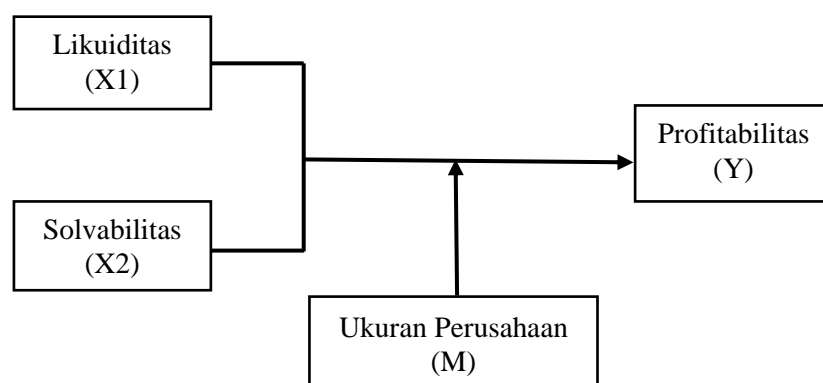 Likuiditas
(X1)
Profitabilitas
(Y)
Solvabilitas
(X2)
Ukuran Perusahaan
(M)